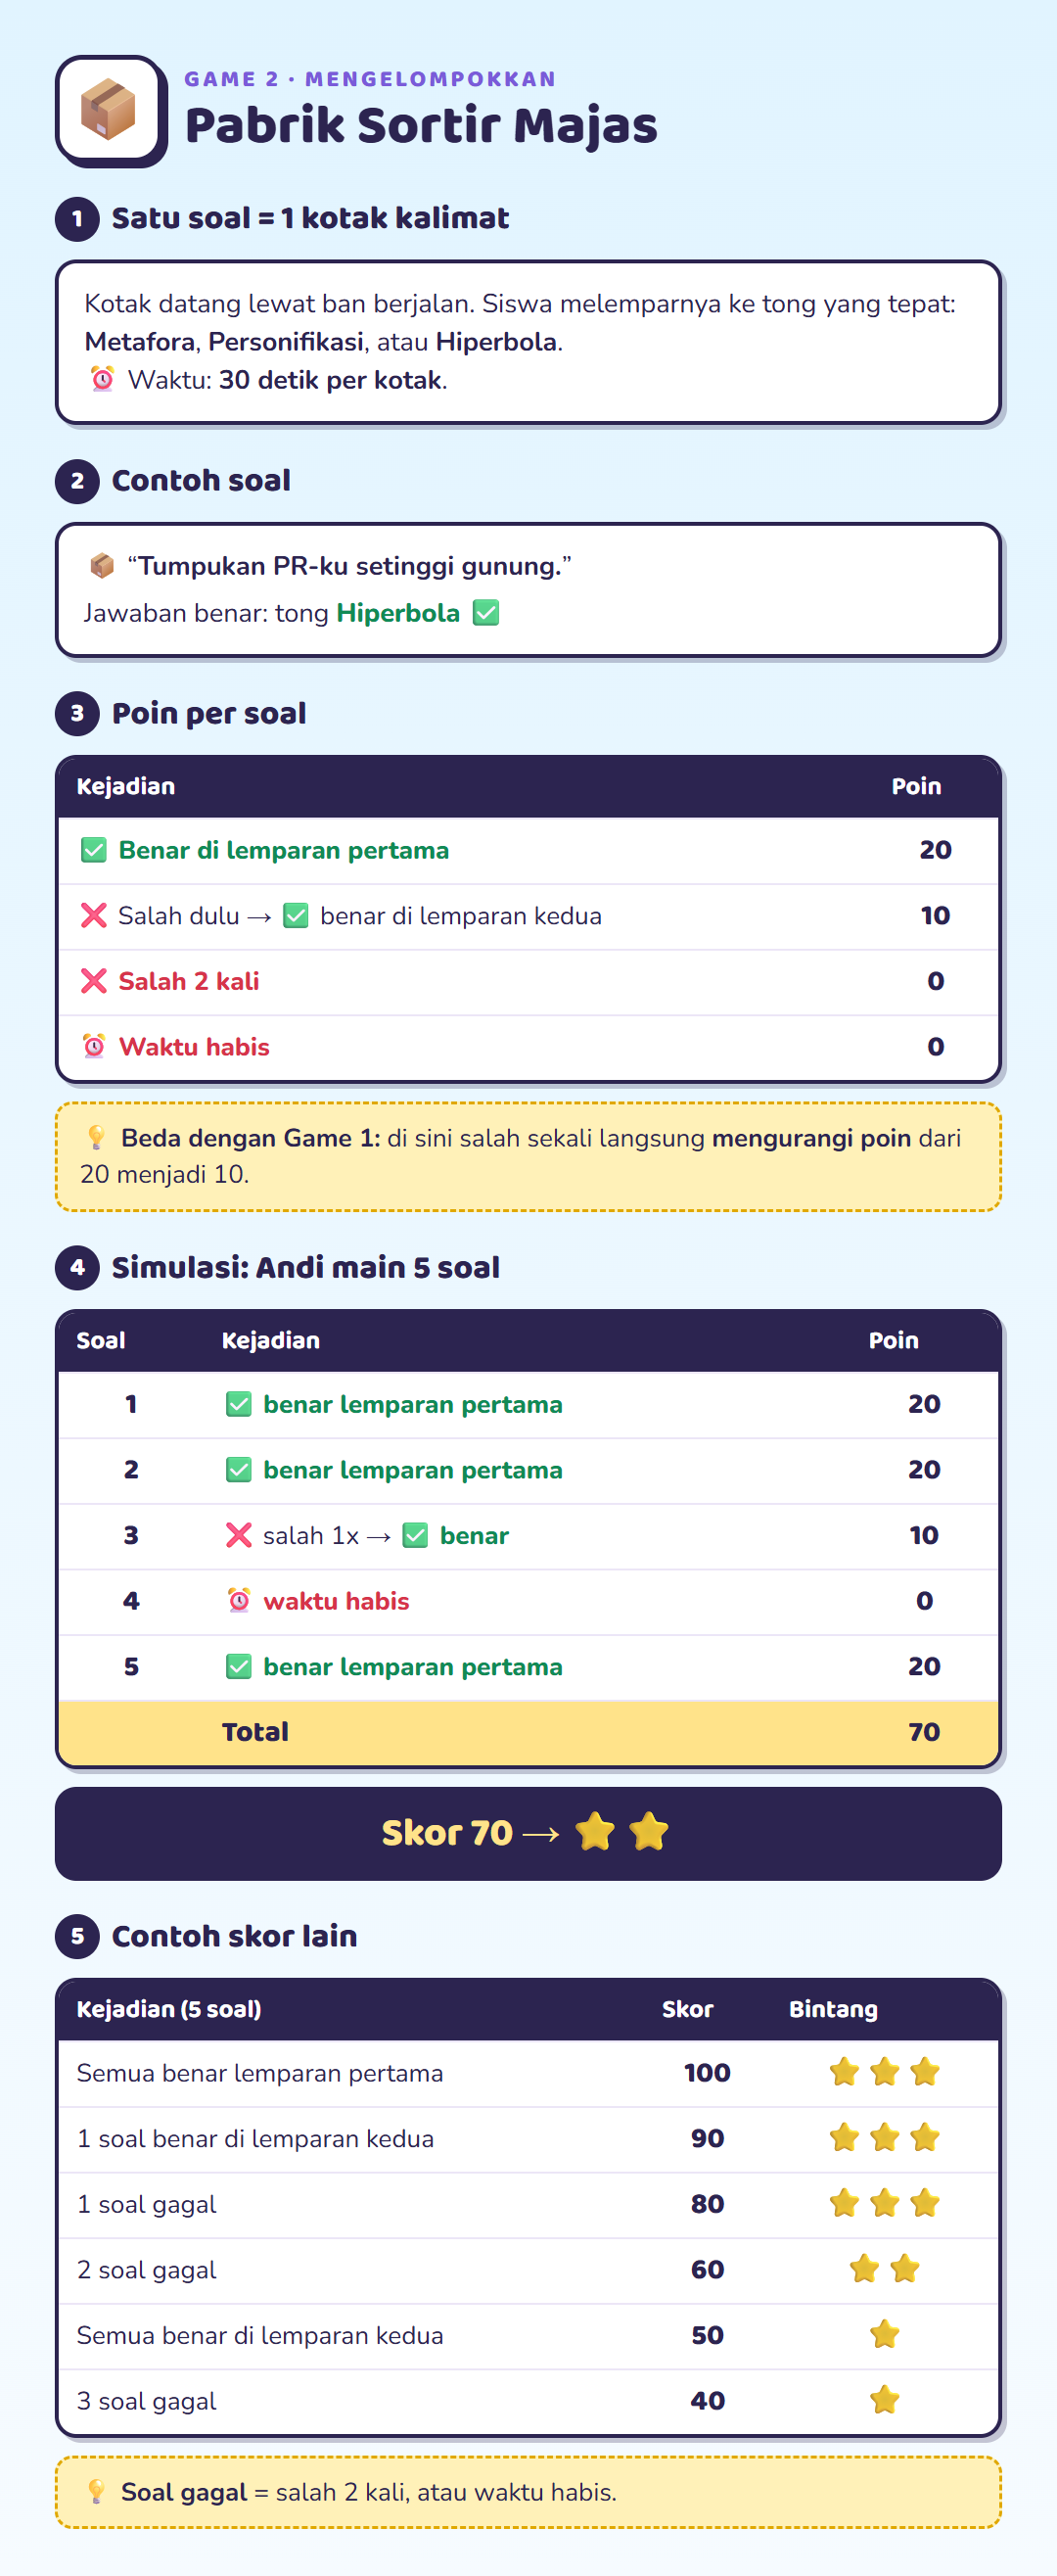 GAME 2 · MENGELOMPOKKAN
Pabrik Sortir Majas
1 Satu soal = 1 kotak kalimat
Kotak datang lewat ban berjalan. Siswa melemparnya ke tong yang tepat:
Metafora, Personifikasi, atau Hiperbola.
⏰ Waktu: 30 detik per kotak.
2 Contoh soal
📦 “Tumpukan PR-ku setinggi gunung.”
Jawaban benar: tong Hiperbola ✅
3 Poin per soal
Kejadian Poin
✅ Benar di lemparan pertama 20
❌ Salah dulu → ✅ benar di lemparan kedua 10
❌ Salah 2 kali 0
⏰ Waktu habis 0
💡 Beda dengan Game 1: di sini salah sekali langsung mengurangi poin dari
20 menjadi 10.
4 Simulasi: Andi main 5 soal
Soal Kejadian Poin
1 ✅ benar lemparan pertama 20
2 ✅ benar lemparan pertama 20
3 ❌ salah 1x → ✅ benar 10
4 ⏰ waktu habis 0
5 ✅ benar lemparan pertama 20
Total 70
Skor 70 → ⭐⭐
5 Contoh skor lain
Kejadian (5 soal) Skor Bintang
Semua benar lemparan pertama 100 ⭐⭐⭐
1 soal benar di lemparan kedua 90 ⭐⭐⭐
1 soal gagal 80 ⭐⭐⭐
2 soal gagal 60 ⭐⭐
Semua benar di lemparan kedua 50 ⭐
3 soal gagal 40 ⭐
💡 Soal gagal = salah 2 kali, atau waktu habis.